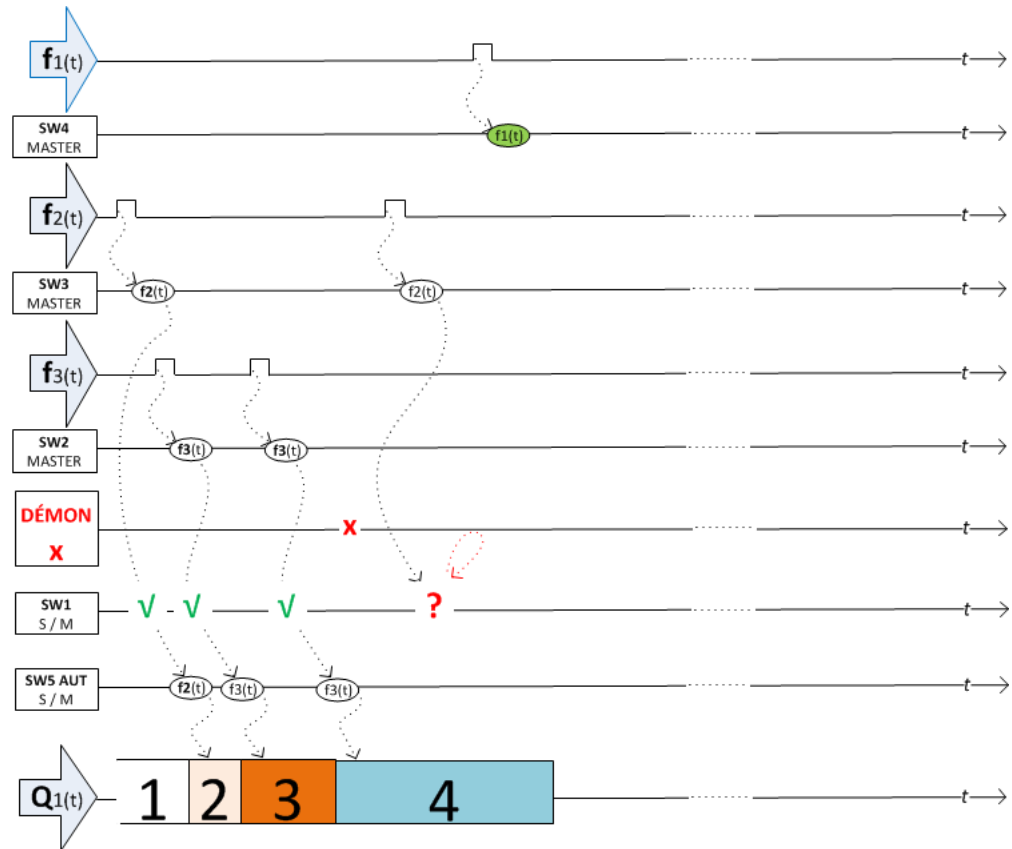 f1(t)
t
SW4
MASTER
f1(t)
f2(t)
t
SW3
MASTER
f2(t)
f2(t)
t
f3(t)
t
SW2
MASTER
f3(t)
f3(t)
t
DÉMON
X
x
t
SW1
S / M
√
√
√
?
t
SW5 AUT
S / M
f2(t)
f3(t)
f3(t)
t
Q1(t)
1
2
3
4
t